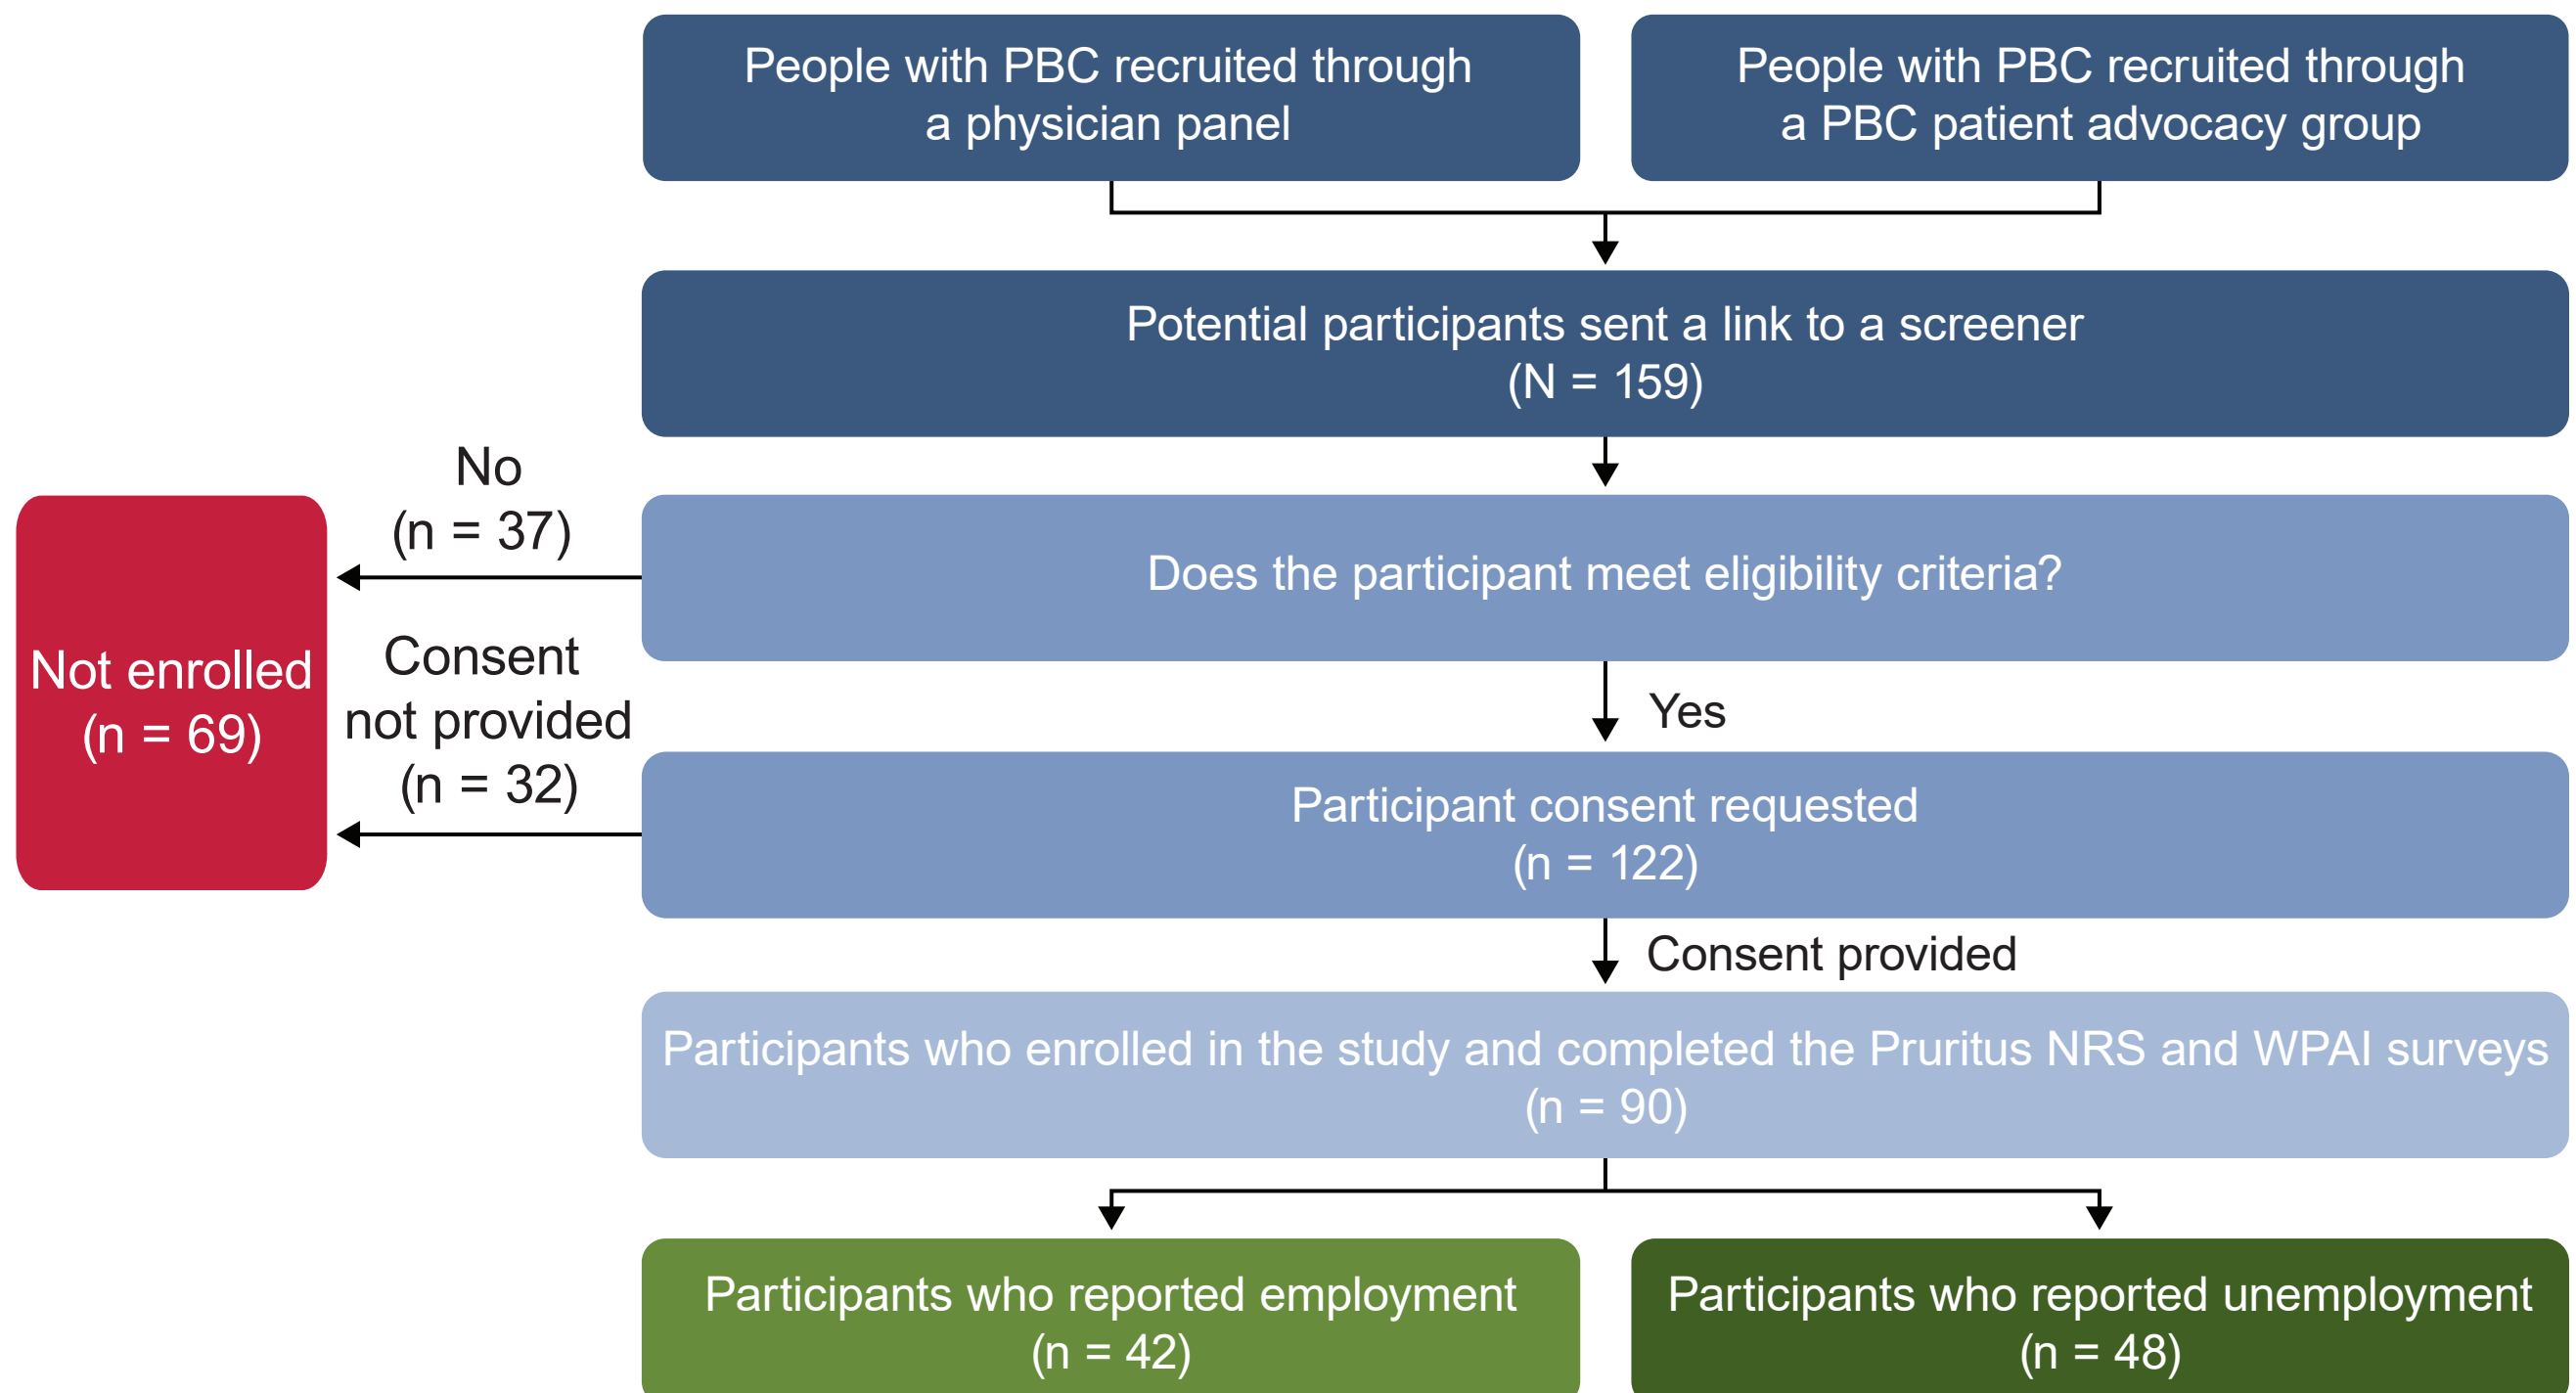 People with PBC recruited through
a physician panel
People with PBC recruited through
a PBC patient advocacy group
Potential participants sent a link to a screener
(N = 159)
No
(n = 37)
Does the participant meet eligibility criteria?
Not enrolled
(n = 69)
Consent
not provided
(n = 32)
Yes
Participant consent requested
(n = 122)
Consent provided
Participants who enrolled in the study and completed the Pruritus NRS and WPAI surveys
(n = 90)
Participants who reported employment
(n = 42)
Participants who reported unemployment
(n = 48)